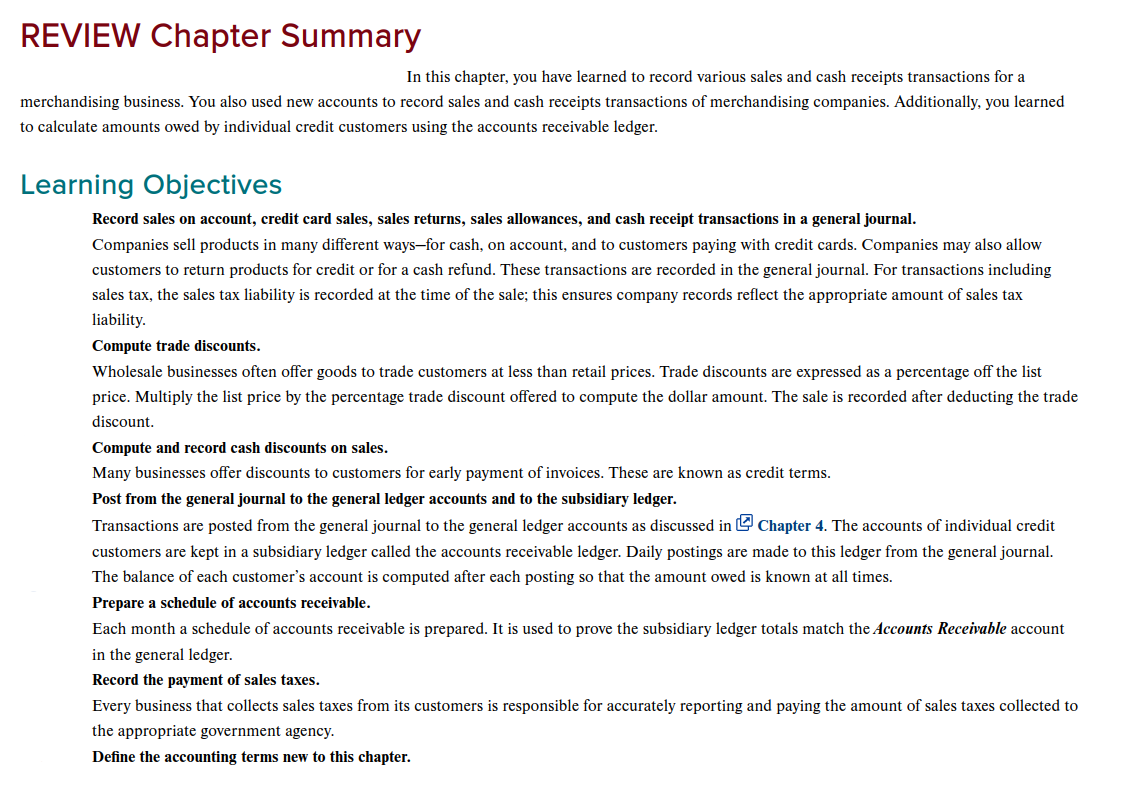 REVIEW Chapter Summary
In this chapter, you have learned to record various sales and cash receipts transactions for a
merchandising business. You also used new accounts to record sales and cash receipts transactions of merchandising companies. Additionally, you learned
to calculate amounts owed by individual credit customers using the accounts receivable ledger.
Learning Objectives
Record sales on account, credit card sales, sales returns, sales allowances, and cash receipt transactions in a general journal.
Companies sell products in many different ways—for cash, on account, and to customers paying with credit cards. Companies may also allow
customers to return products for credit or for a cash refund. These transactions are recorded in the general journal. For transactions including
sales tax, the sales tax liability is recorded at the time of the sale; this ensures company records reflect the appropriate amount of sales tax
liability.
Compute trade discounts.
Wholesale businesses often offer goods to trade customers at less than retail prices. Trade discounts are expressed as a percentage off the list
price. Multiply the list price by the percentage trade discount offered to compute the dollar amount. The sale is recorded after deducting the trade
discount.
Compute and record cash discounts on sales.
Many businesses offer discounts to customers for early payment of invoices. These are known as credit terms.
Post from the general journal to the general ledger accounts and to the subsidiary ledger.
Transactions are posted from the general journal to the general ledger accounts as discussed in Chapter 4. The accounts of individual credit
customers are kept in a subsidiary ledger called the accounts receivable ledger. Daily postings are made to this ledger from the general journal.
The balance of each customer's account is computed after each posting so that the amount owed is known at all times.
Prepare a schedule of accounts receivable.
Each month a schedule of accounts receivable is prepared. It is used to prove the subsidiary ledger totals match the Accounts Receivable account
in the general ledger.
Record the payment of sales taxes.
Every business that collects sales taxes from its customers is responsible for accurately reporting and paying the amount of sales taxes collected to
the appropriate government agency.
Define the accounting terms new to this chapter.